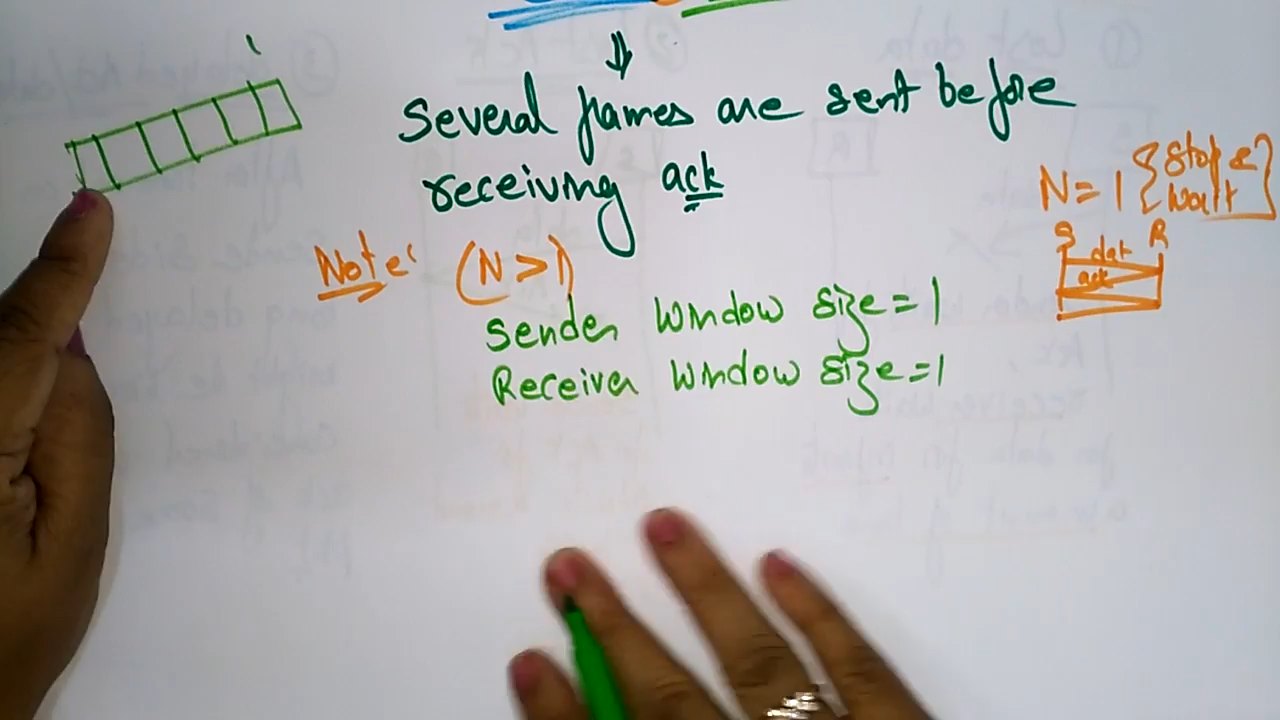 Several frames are sent before
receiving ack
Note: (N > 1)
Sender window size = 1
Receiver window size = 1
N = 1 { Stop &
wait }
S R
dat
ack